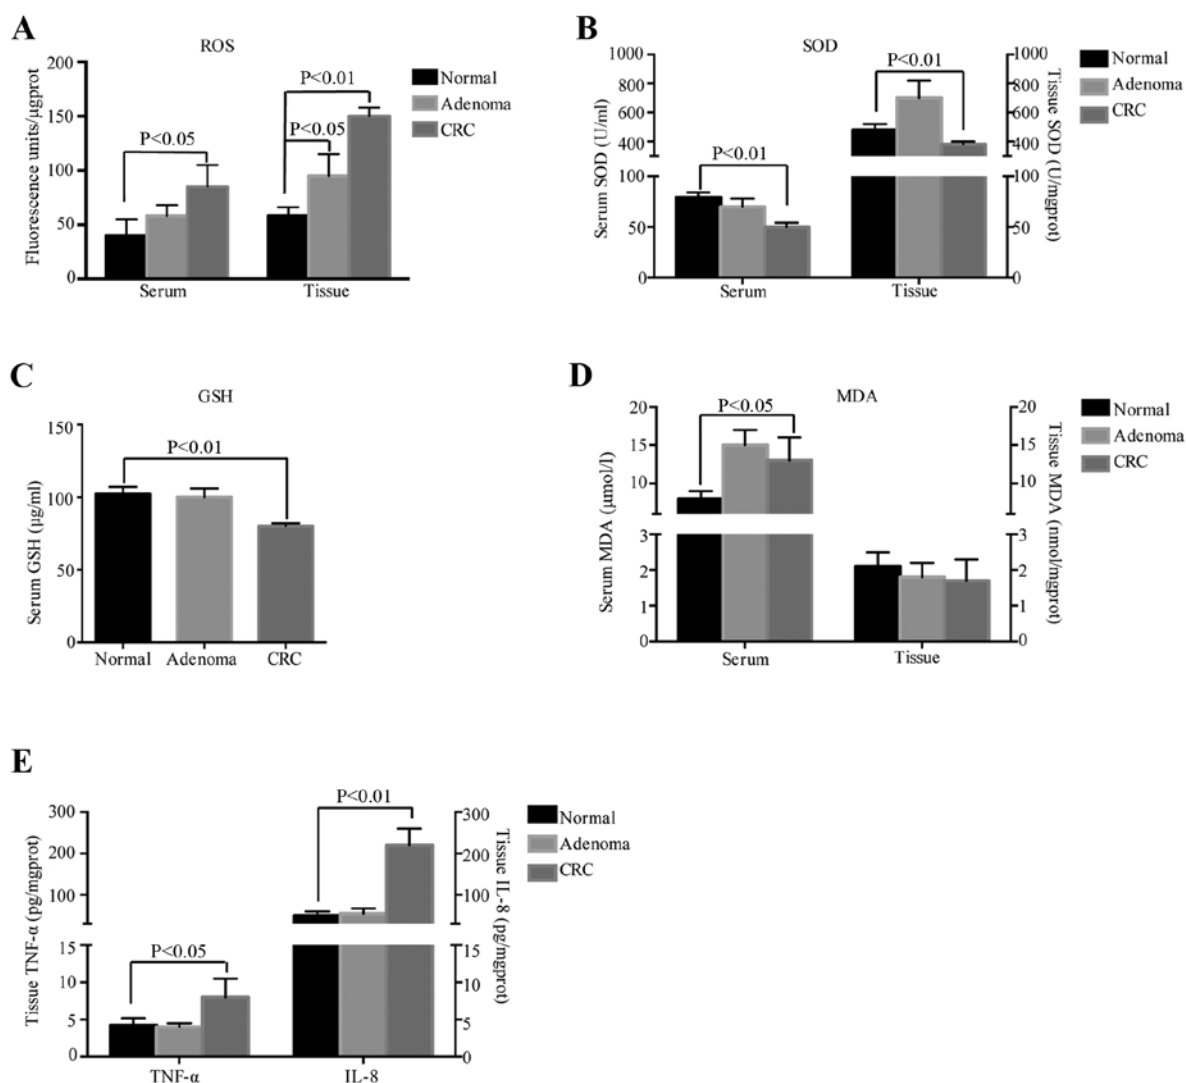 A
ROS
Fluorescence units/µgprot
200
150
100
50
0
P<0.05
P<0.05
P<0.01
Serum
Tissue
Normal
Adenoma
CRC
B
SOD
Serum SOD (U/ml)
1000
800
600
400
100
50
0
P<0.01
P<0.01
Serum
Tissue
1000
800
600
400
100
50
0
Tissue SOD (U/mgprot)
Normal
Adenoma
CRC
C
GSH
Serum GSH (µg/ml)
150
100
50
0
P<0.01
Normal
Adenoma
CRC
D
MDA
Serum MDA (µmol/l)
20
15
10
3
2
1
0
P<0.05
Serum
Tissue
20
15
10
3
2
1
0
Tissue MDA (nmol/mgprot)
Normal
Adenoma
CRC
E
Tissue TNF-α (pg/mgprot)
300
200
100
15
10
5
0
P<0.05
P<0.01
TNF-α
IL-8
300
200
100
15
10
5
0
Tissue IL-8 (pg/mgprot)
Normal
Adenoma
CRC